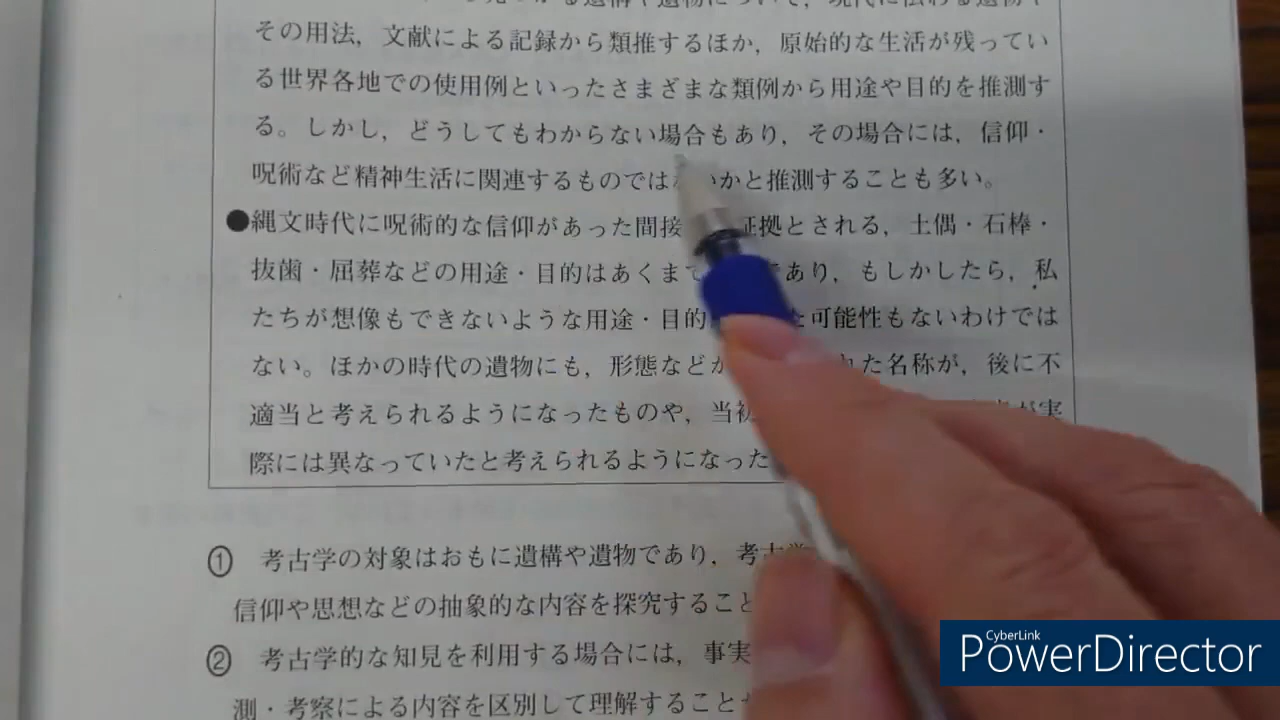 その用法，文献による記録から類推するほか，原始的な生活が残ってい
る世界各地での使用例といったさまざまな類例から用途や目的を推測す
る。しかし，どうしてもわからない場合もあり，その場合には，信仰・
呪術など精神生活に関連するものではないかと推測することも多い。
●縄文時代に呪術的な信仰があった間接 証拠とされる，土偶・石棒・
抜歯・屈葬などの用途・目的はあくまで であり，もしかしたら，私
たちが想像もできないような用途・目的 可能性もないわけでは
ない。ほかの時代の遺物にも，形態などか れた名称が，後に不
適当と考えられるようになったものや，当初 が実
際には異なっていたと考えられるようになった
① 考古学の対象はおもに遺構や遺物であり，考古学
信仰や思想などの抽象的な内容を探究すること
② 考古学的な知見を利用する場合には，事実
測・考察による内容を区別して理解すること
CyberLink
PowerDirector